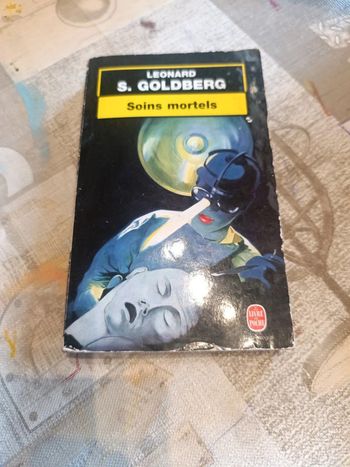 LEONARD
S. GOLDBERG
Soins mortels
LE LIVRE
DE POCHE